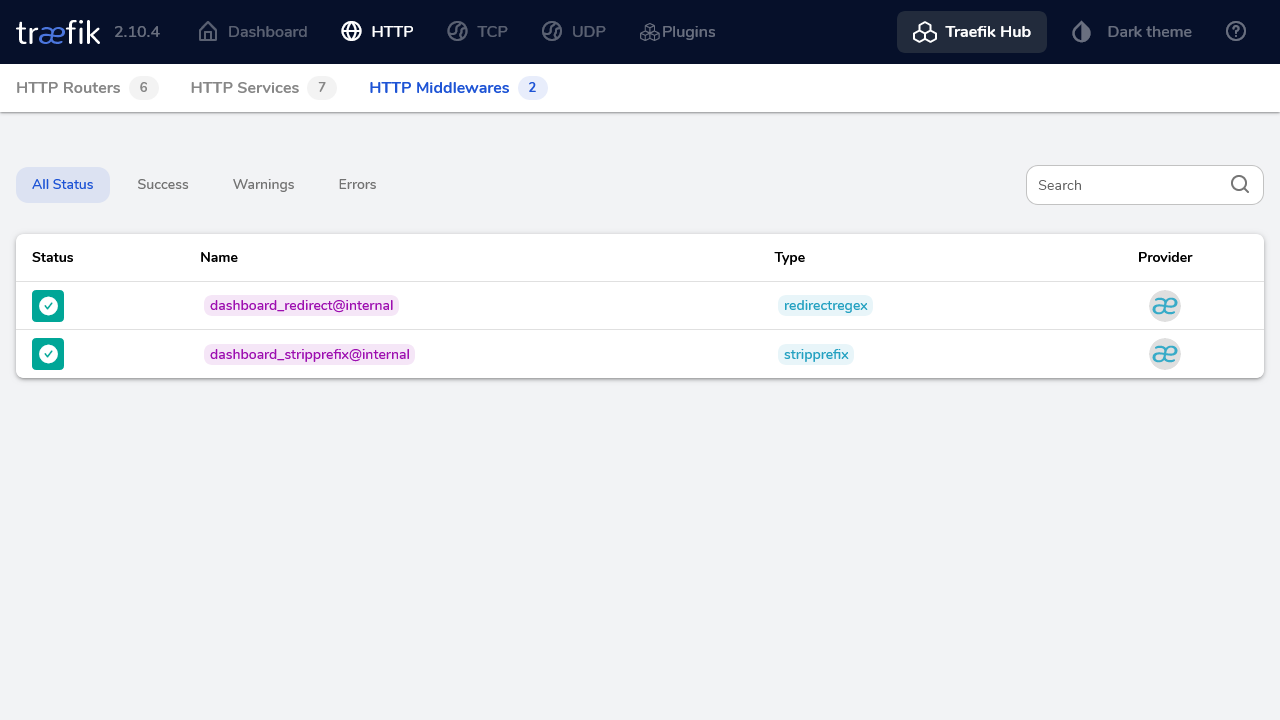 træfik 2.10.4 Dashboard HTTP TCP UDP Plugins Traefik Hub Dark theme
HTTP Routers 6 HTTP Services 7 HTTP Middlewares 2
All Status Success Warnings Errors Search
Status Name Type Provider
dashboard_redirect@internal redirectregex æ
dashboard_stripprefix@internal stripprefix æ